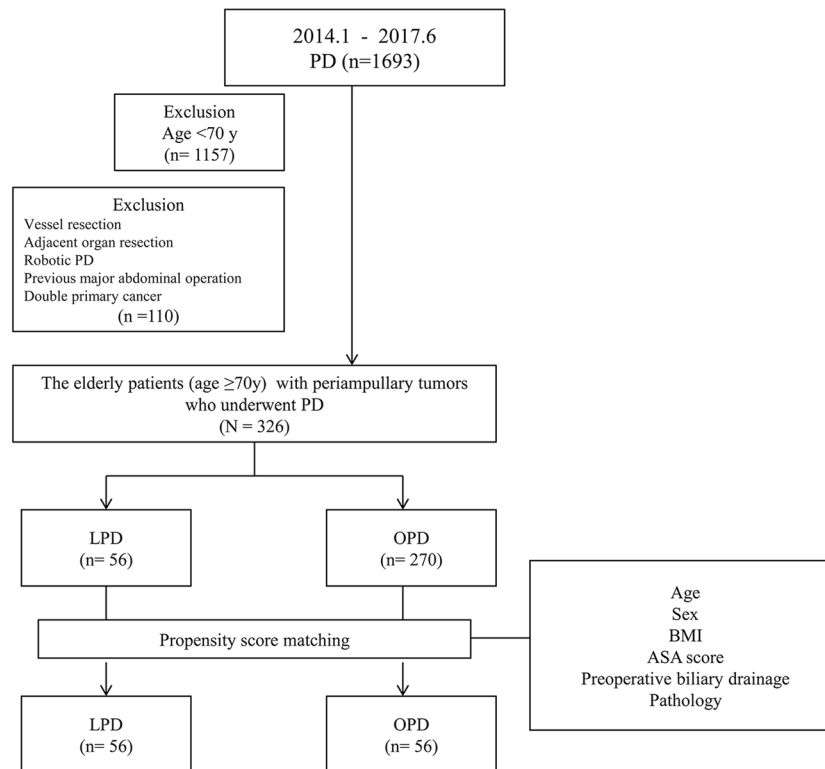 2014.1 - 2017.6
PD (n=1693)
Exclusion
Age <70 y
(n= 1157)
Exclusion
Vessel resection
Adjacent organ resection
Robotic PD
Previous major abdominal operation
Double primary cancer
(n =110)
The elderly patients (age ≥70y) with periampullary tumors
who underwent PD
(N = 326)
LPD
(n= 56)
OPD
(n= 270)
Propensity score matching
Age
Sex
BMI
ASA score
Preoperative biliary drainage
Pathology
LPD
(n= 56)
OPD
(n= 56)